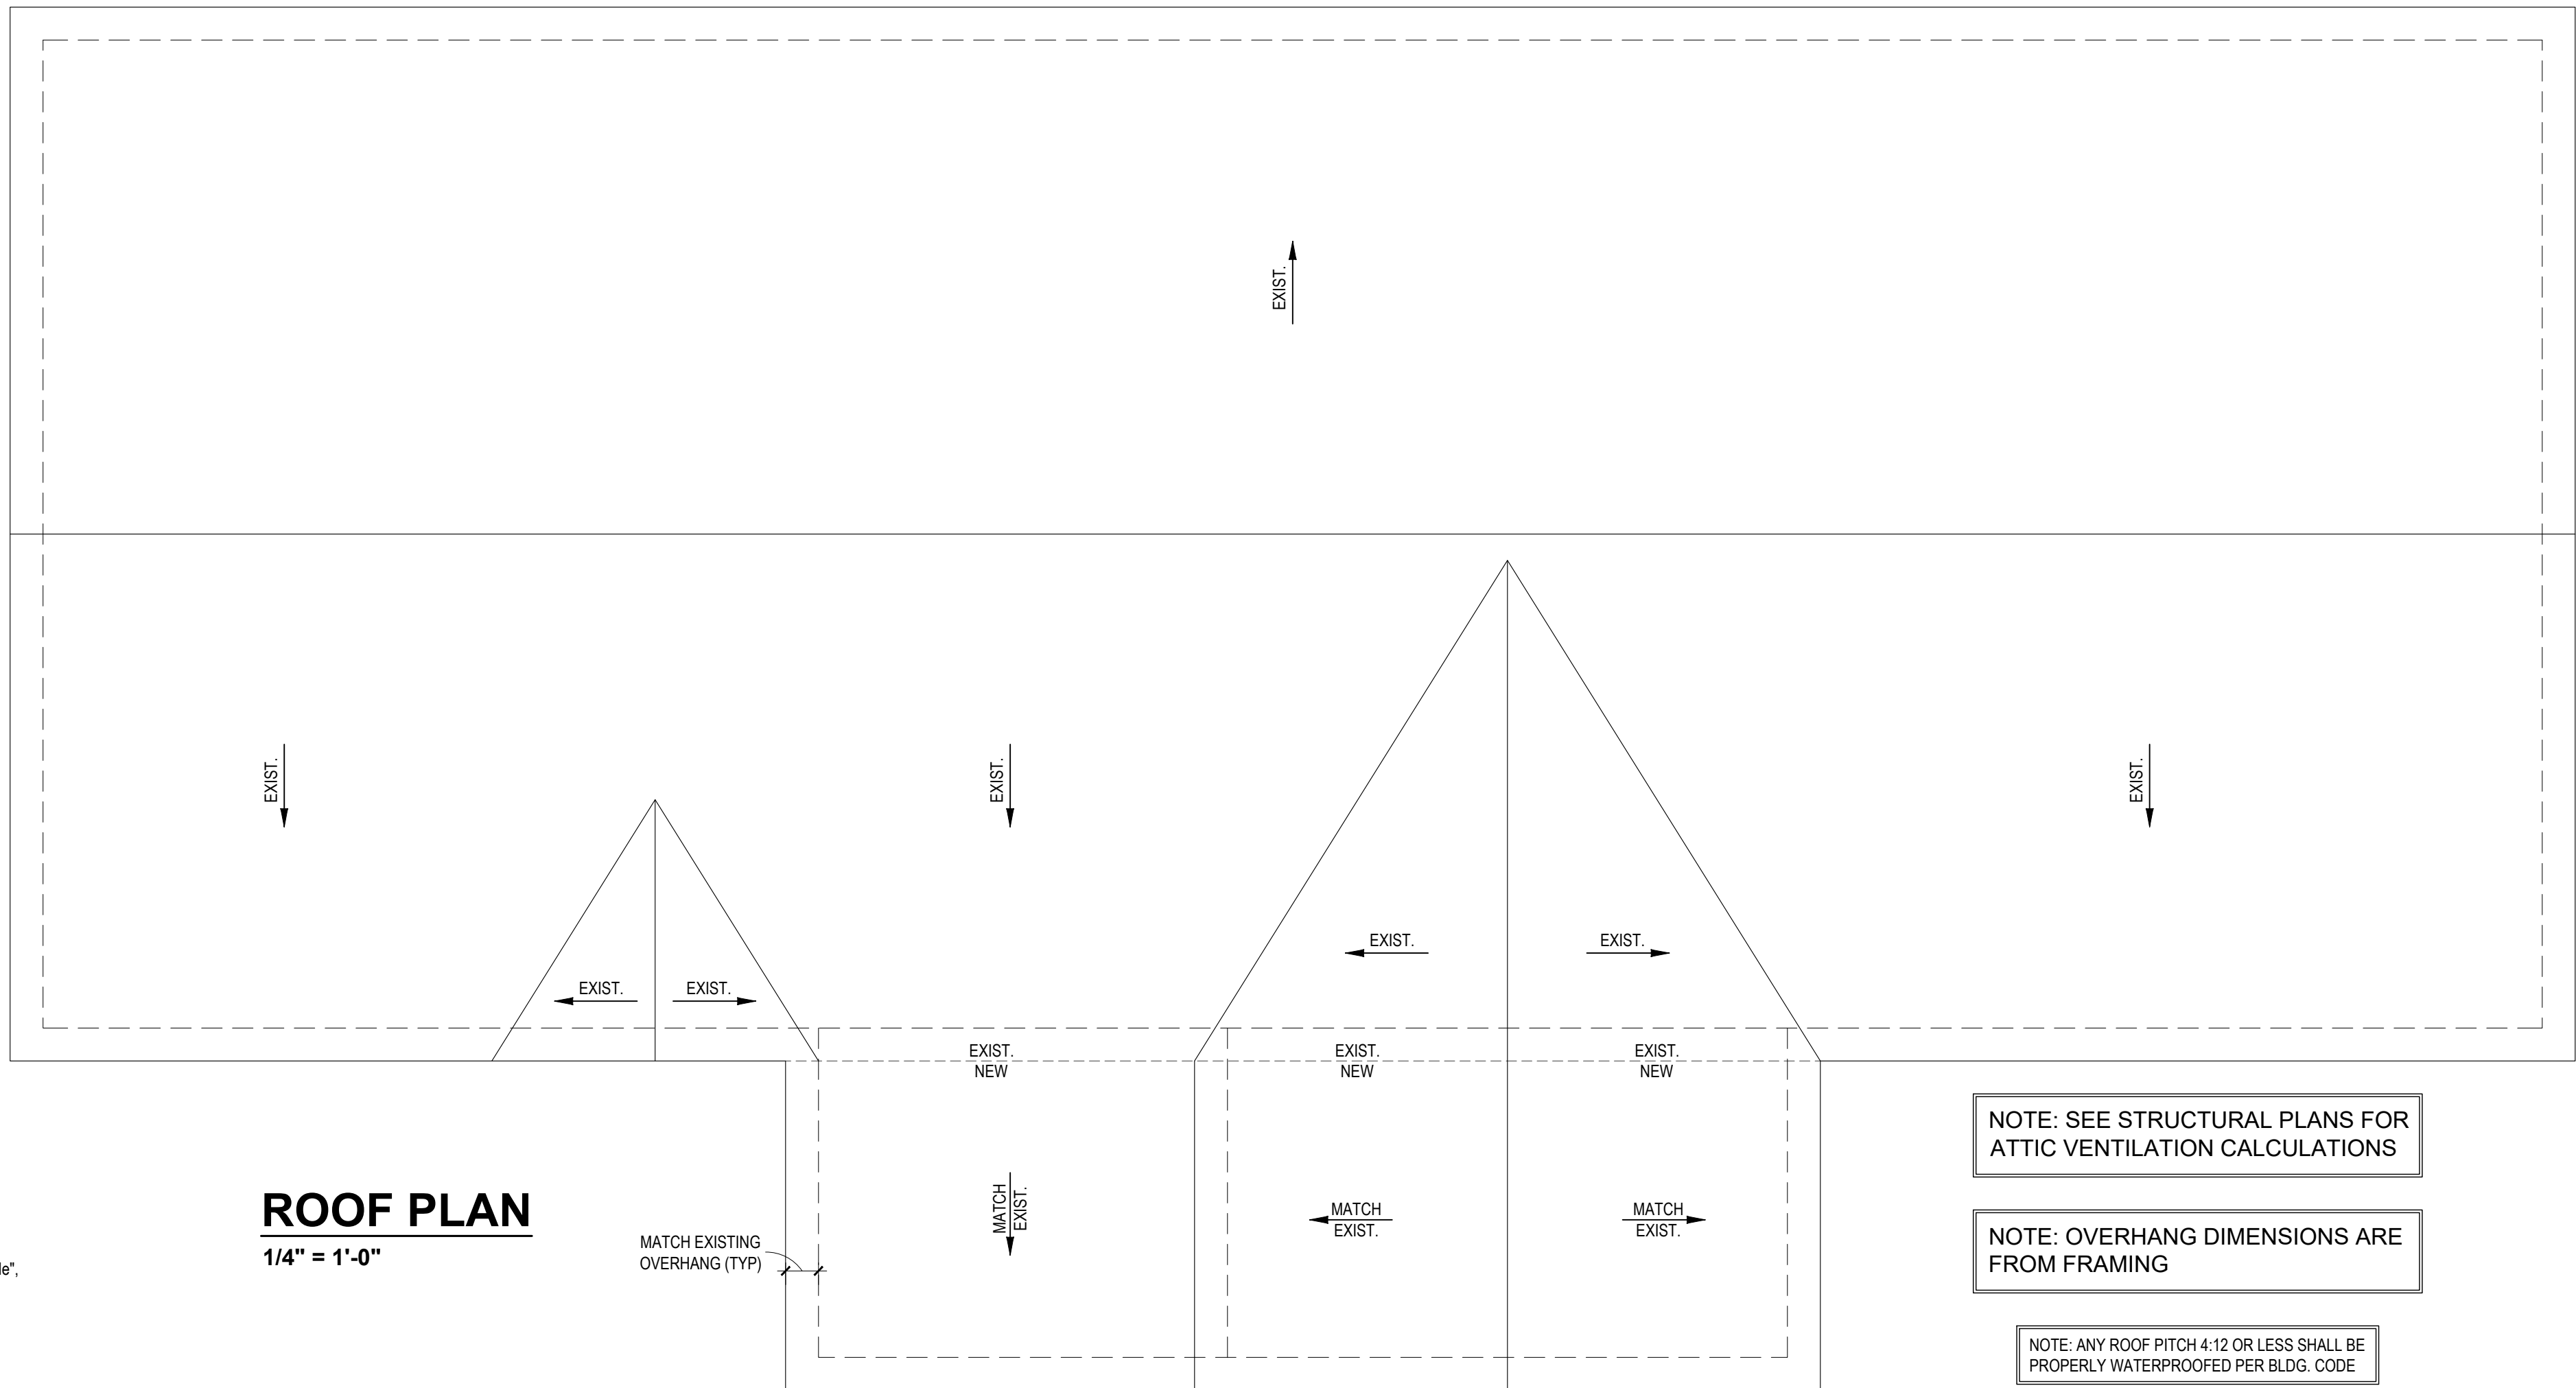 EXIST.
EXIST.
EXIST.
EXIST.
EXIST.
EXIST.
EXIST.
EXIST.
EXIST.
NEW
EXIST.
NEW
EXIST.
NEW
MATCH
EXIST.
MATCH
EXIST.
MATCH
EXIST.
MATCH EXISTING
OVERHANG (TYP)
ROOF PLAN
1/4" = 1'-0"
NOTE: SEE STRUCTURAL PLANS FOR
ATTIC VENTILATION CALCULATIONS
NOTE: OVERHANG DIMENSIONS ARE
FROM FRAMING
NOTE: ANY ROOF PITCH 4:12 OR LESS SHALL BE
PROPERLY WATERPROOFED PER BLDG. CODE